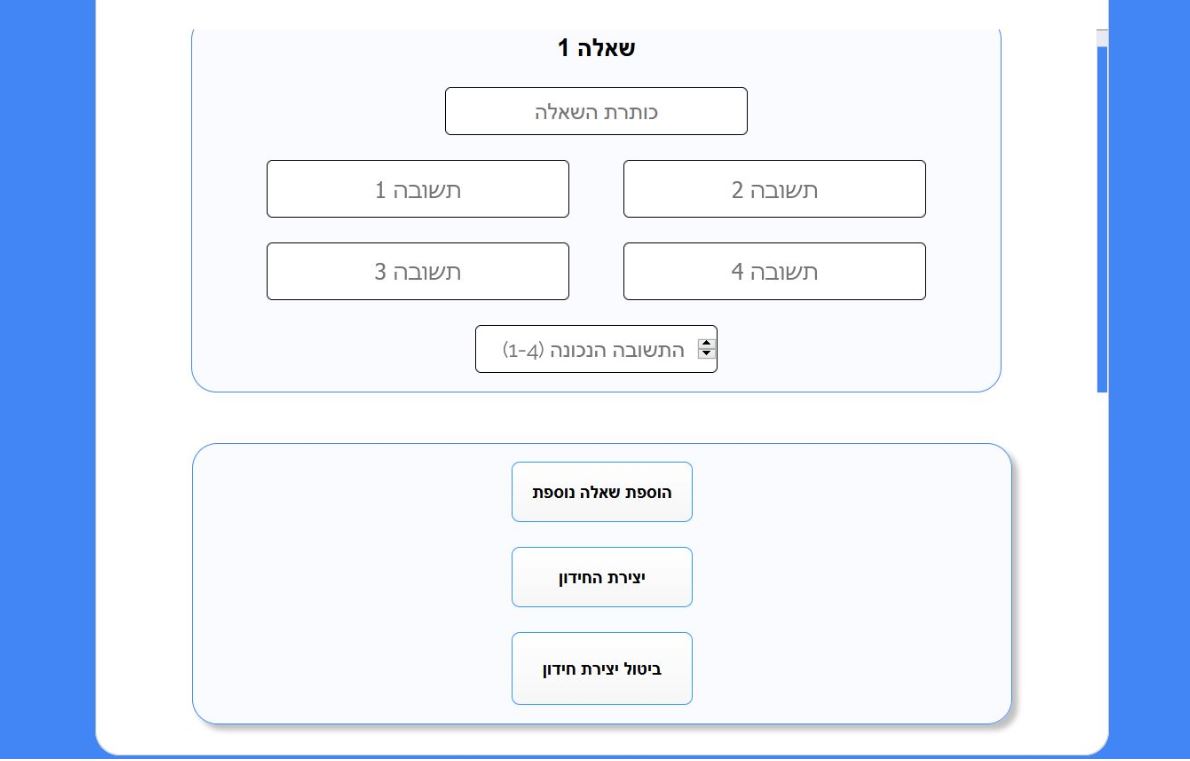 שאלה 1
כותרת השאלה
תשובה 1
תשובה 2
תשובה 3
תשובה 4
התשובה הנכונה (1-4)
הוספת שאלה נוספת
יצירת החידון
ביטול יצירת חידון